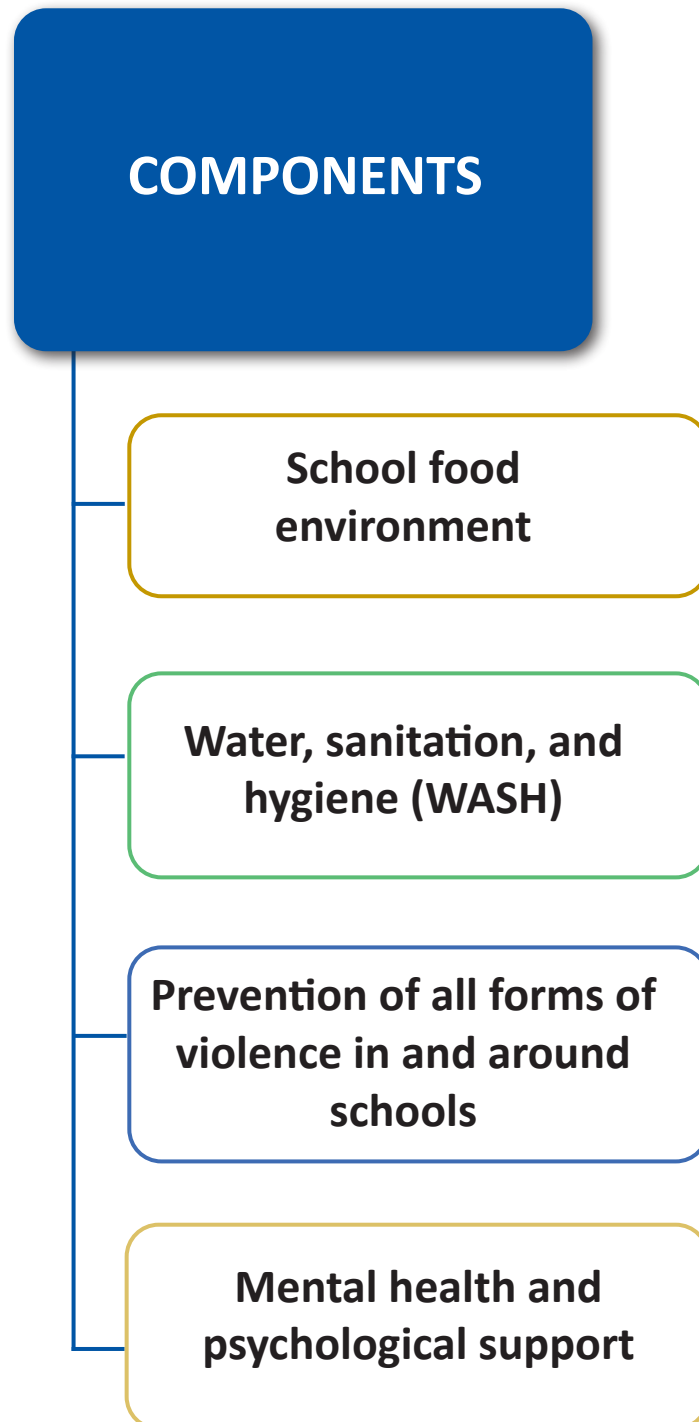 COMPONENTS
School food
environment
Water, sanitation, and
hygiene (WASH)
Prevention of all forms of
violence in and around
schools
Mental health and
psychological support